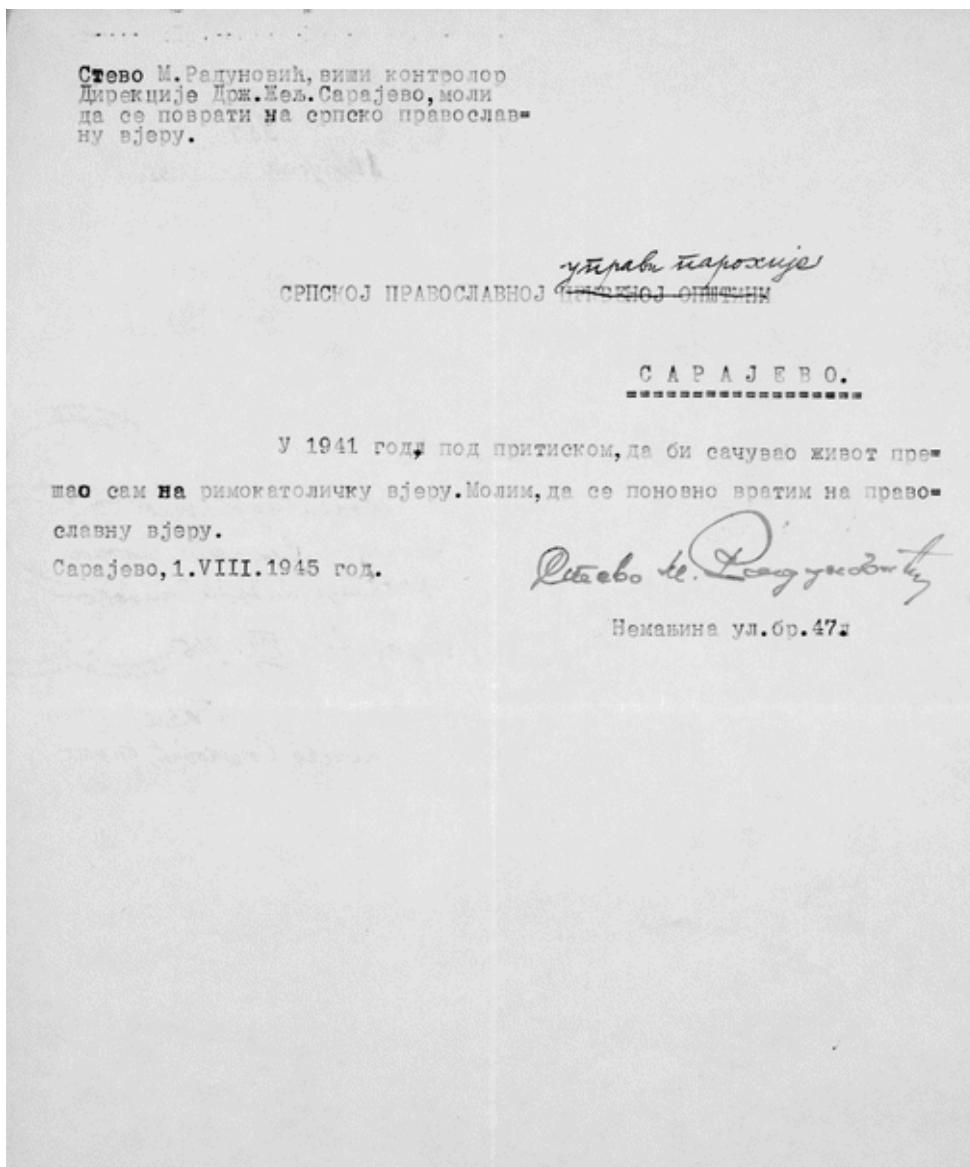 Стево М.Радуновић, виши контролор
Дирекције Држ.Жељ.Сарајево, моли
да се поврати на српско православ=
ну вјеру.
управи парохије
СРПСКОЈ ПРАВОСЛАВНОЈ ЦРКВЕНОЈ ОПШТИНИ
САРАЈЕВО.
У 1941 год, под притиском, да би сачувао живот пре=
шао сам на римокатоличку вјеру. Молим, да се поновно вратим на право=
славну вјеру.
Сарајево, 1.VIII.1945 год.
Стево М. Радуновић
Немањина ул.бр.47